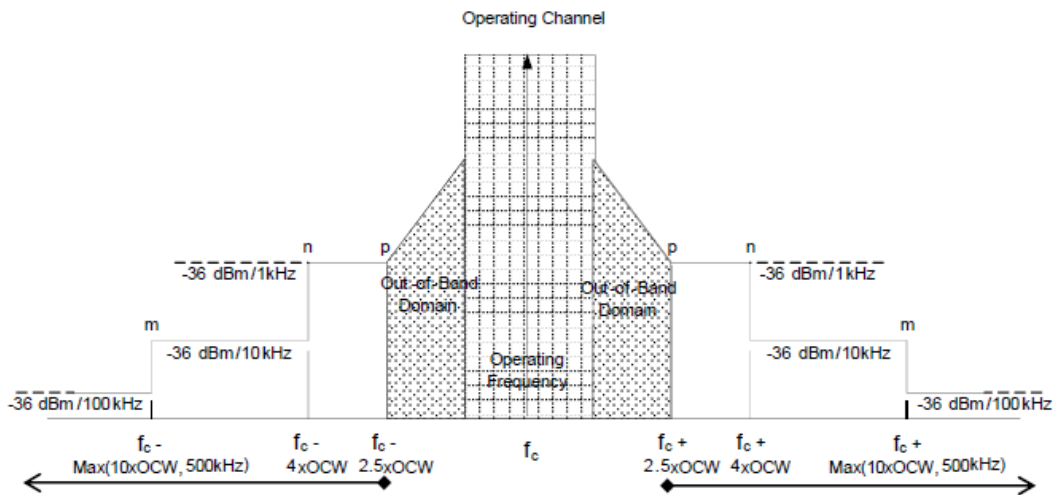 Operating Channel
n p p n
-36 dBm/1kHz -36 dBm/1kHz
Out-of-Band
Domain
Out-of-Band
Domain
m m
-36 dBm/10kHz -36 dBm/10kHz
Operating
Frequency
-36 dBm/100kHz -36 dBm/100kHz
fc -
Max(10xOCW, 500kHz)
fc -
4xOCW
fc -
2.5xOCW
fc
fc +
2.5xOCW
fc +
4xOCW
fc +
Max(10xOCW, 500kHz)